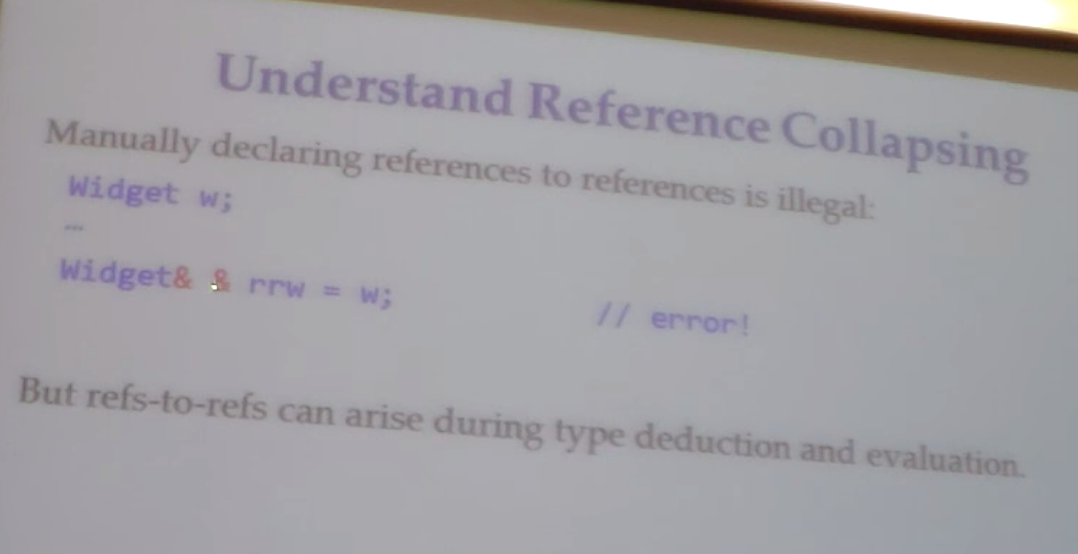 Understand Reference Collapsing
Manually declaring references to references is illegal:
Widget w;
…
Widget& & rrw = w; // error!
But refs-to-refs can arise during type deduction and evaluation.